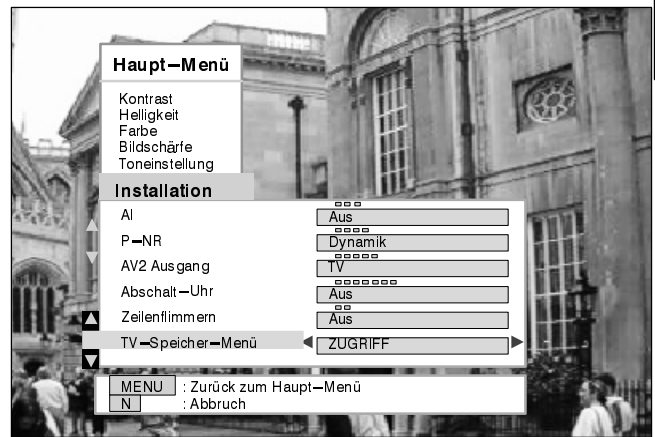 Haupt–Menü
Kontrast
Helligkeit
Farbe
Bildschärfe
Toneinstellung
Installation
AI Aus
P–NR Dynamik
AV2 Ausgang TV
Abschalt–Uhr Aus
Zeilenflimmern Aus
TV–Speicher–Menü ZUGRIFF
MENU : Zurück zum Haupt–Menü
N : Abbruch